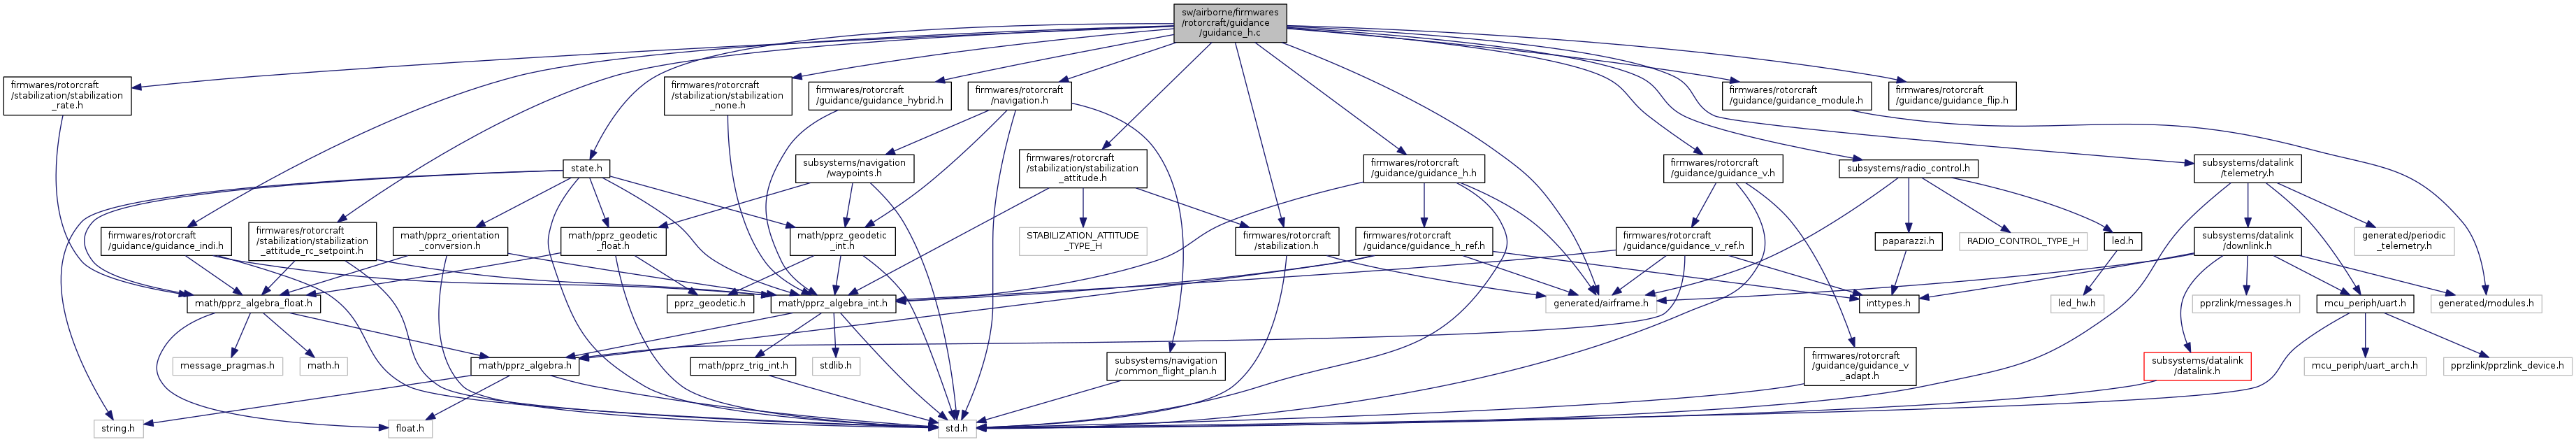 sw/airborne/firmwares
/rotorcraft/guidance
/guidance_h.c
firmwares/rotorcraft
/stabilization/stabilization
_rate.h
firmwares/rotorcraft
/stabilization/stabilization
_none.h
firmwares/rotorcraft
/guidance/guidance_hybrid.h
firmwares/rotorcraft
/navigation.h
firmwares/rotorcraft
/guidance/guidance_module.h
firmwares/rotorcraft
/guidance/guidance_flip.h
state.h
subsystems/navigation
/waypoints.h
firmwares/rotorcraft
/stabilization/stabilization
_attitude.h
firmwares/rotorcraft
/guidance/guidance_h.h
firmwares/rotorcraft
/guidance/guidance_v.h
subsystems/radio_control.h
subsystems/datalink
/telemetry.h
firmwares/rotorcraft
/guidance/guidance_indi.h
firmwares/rotorcraft
/stabilization/stabilization
_attitude_rc_setpoint.h
math/pprz_orientation
_conversion.h
math/pprz_geodetic
_float.h
math/pprz_geodetic
_int.h
STABILIZATION_ATTITUDE
_TYPE_H
firmwares/rotorcraft
/stabilization.h
firmwares/rotorcraft
/guidance/guidance_h_ref.h
firmwares/rotorcraft
/guidance/guidance_v_ref.h
paparazzi.h
RADIO_CONTROL_TYPE_H
led.h
subsystems/datalink
/downlink.h
generated/periodic
_telemetry.h
math/pprz_algebra_float.h
pprz_geodetic.h
math/pprz_algebra_int.h
generated/airframe.h
inttypes.h
led_hw.h
pprzlink/messages.h
mcu_periph/uart.h
generated/modules.h
message_pragmas.h
math.h
math/pprz_algebra.h
math/pprz_trig_int.h
stdlib.h
subsystems/navigation
/common_flight_plan.h
firmwares/rotorcraft
/guidance/guidance_v
_adapt.h
subsystems/datalink
/datalink.h
mcu_periph/uart_arch.h
pprzlink/pprzlink_device.h
string.h
float.h
std.h